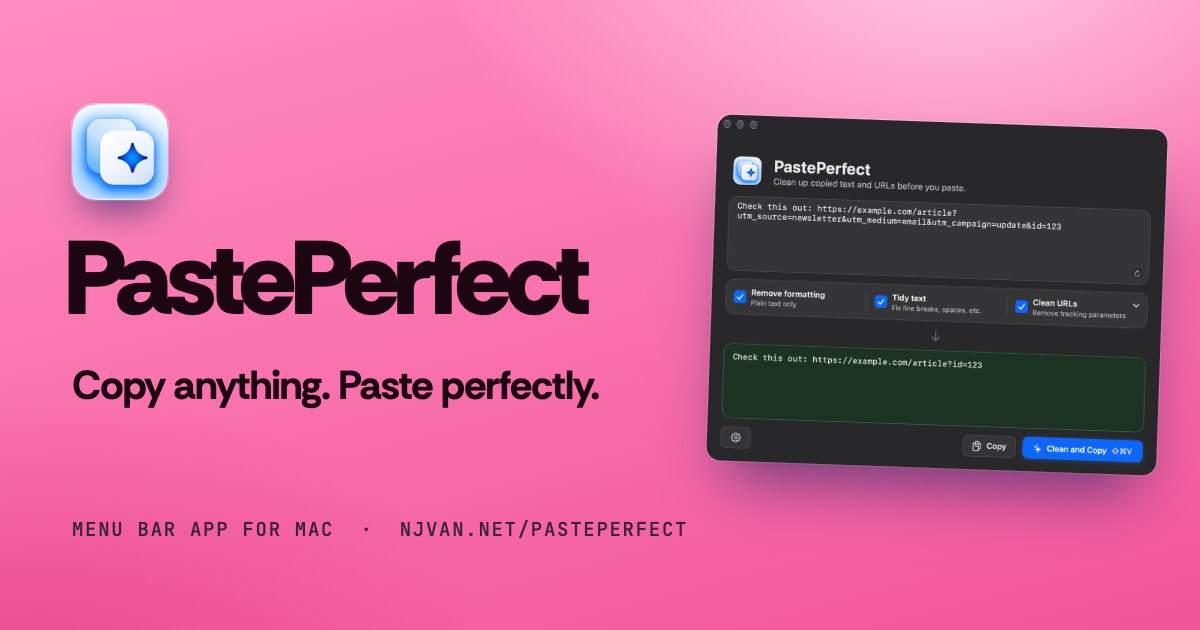 PastePerfect
Copy anything. Paste perfectly.
MENU BAR APP FOR MAC · NJVAN.NET/PASTEPERFECT
PastePerfect
Clean up copied text and URLs before you paste.
Check this out: https://example.com/article?
utm_source=newsletter&utm_medium=email&utm_campaign=update&id=123
Remove formatting
Plain text only
Tidy text
Fix line breaks, spaces, etc.
Clean URLs
Remove tracking parameters
Check this out: https://example.com/article?id=123
Copy
Clean and Copy ⇧⌘V